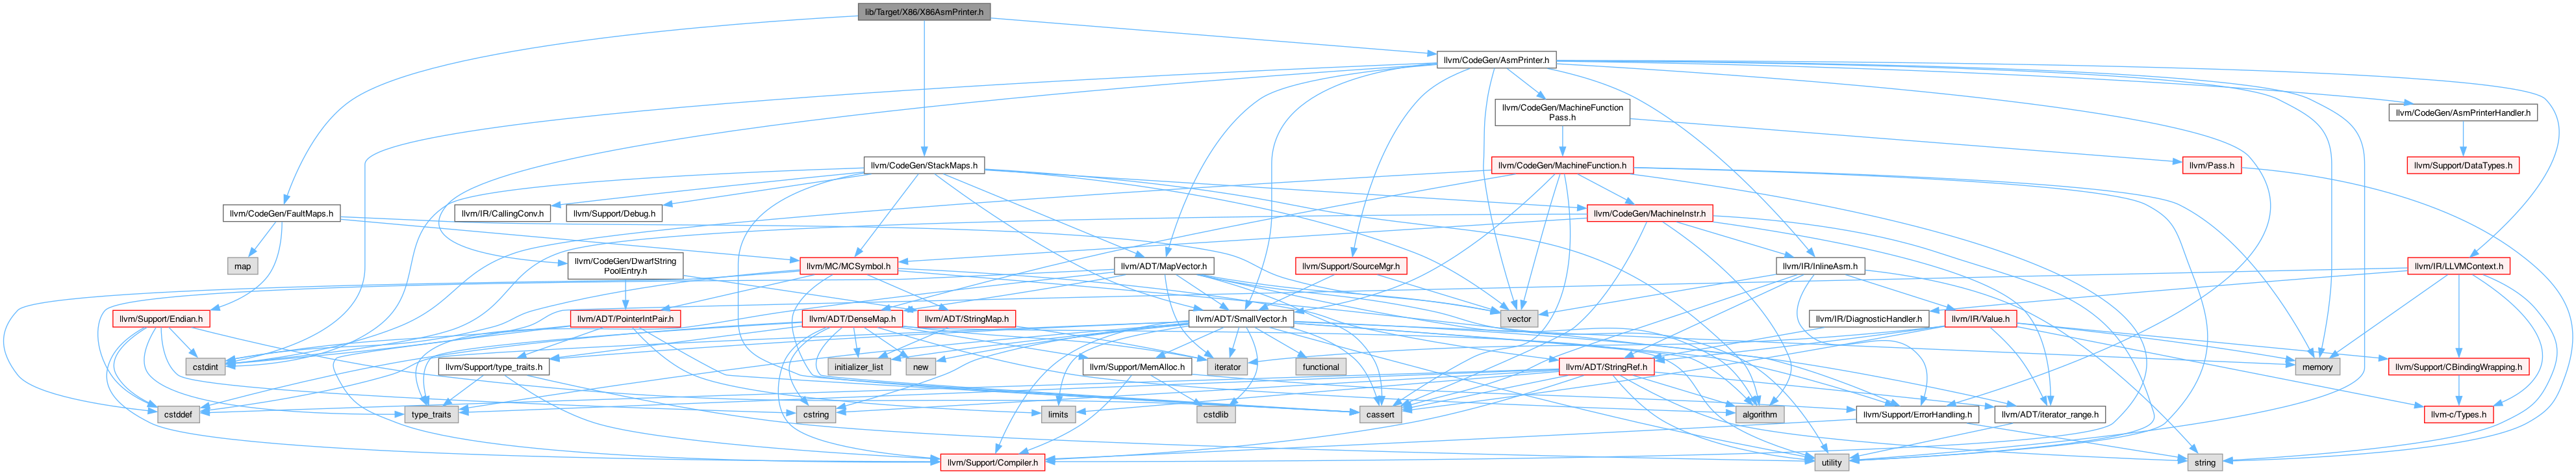 lib/Target/X86/X86AsmPrinter.h
llvm/CodeGen/AsmPrinter.h
llvm/CodeGen/MachineFunction
Pass.h
llvm/CodeGen/AsmPrinterHandler.h
llvm/CodeGen/StackMaps.h
llvm/CodeGen/MachineFunction.h
llvm/Pass.h
llvm/Support/DataTypes.h
llvm/CodeGen/FaultMaps.h
llvm/IR/CallingConv.h
llvm/Support/Debug.h
llvm/CodeGen/MachineInstr.h
map
llvm/CodeGen/DwarfString
PoolEntry.h
llvm/MC/MCSymbol.h
llvm/ADT/MapVector.h
llvm/Support/SourceMgr.h
llvm/IR/InlineAsm.h
llvm/IR/LLVMContext.h
llvm/Support/Endian.h
llvm/ADT/PointerIntPair.h
llvm/ADT/DenseMap.h
llvm/ADT/StringMap.h
llvm/ADT/SmallVector.h
vector
llvm/IR/DiagnosticHandler.h
llvm/IR/Value.h
cstdint
llvm/Support/type_traits.h
initializer_list
new
llvm/Support/MemAlloc.h
iterator
functional
llvm/ADT/StringRef.h
memory
llvm/Support/CBindingWrapping.h
cstddef
type_traits
cstring
limits
cstdlib
cassert
algorithm
llvm/Support/ErrorHandling.h
llvm/ADT/iterator_range.h
llvm-c/Types.h
llvm/Support/Compiler.h
utility
string